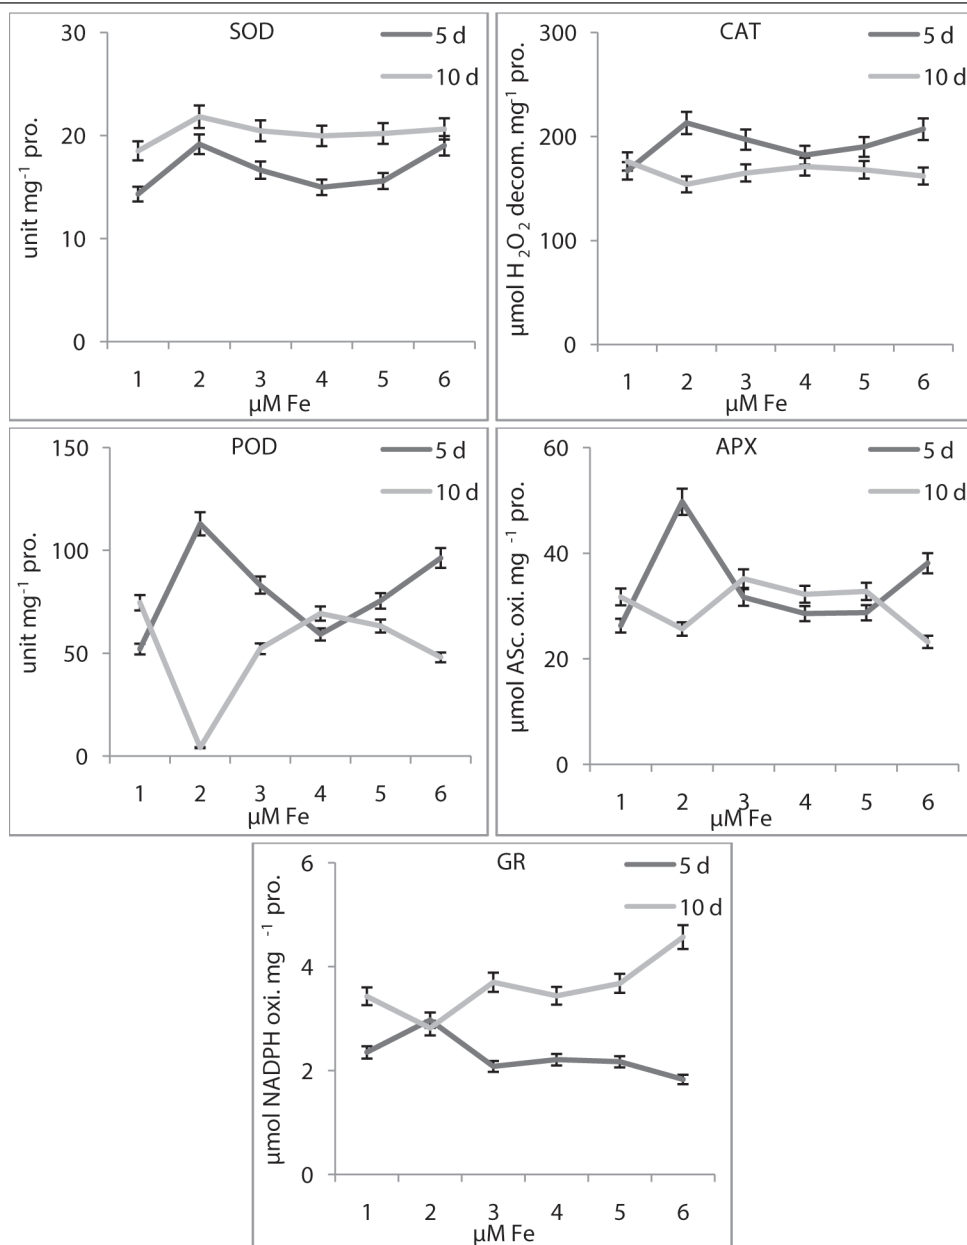 SOD
5 d
10 d
unit mg-1 pro.
30
20
10
0
1 2 3 4 5 6
µM Fe
CAT
5 d
10 d
µmol H2O2 decom. mg-1 pro.
300
200
100
0
1 2 3 4 5 6
µM Fe
POD
5 d
10 d
unit mg-1 pro.
150
100
50
0
1 2 3 4 5 6
µM Fe
APX
5 d
10 d
µmol ASc. oxi. mg -1 pro.
60
40
20
0
1 2 3 4 5 6
µM Fe
GR
5 d
10 d
µmol NADPH oxi. mg -1 pro.
6
4
2
0
1 2 3 4 5 6
µM Fe